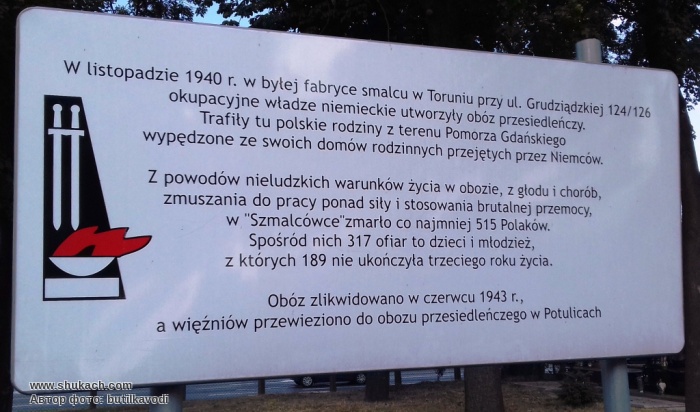 W listopadzie 1940 r. w byłej fabryce smalcu w Toruniu przy ul. Grudziądzkiej 124/126
okupacyjne władze niemieckie utworzyły obóz przesiedleńczy.
Trafiły tu polskie rodziny z terenu Pomorza Gdańskiego
wypędzone ze swoich domów rodzinnych przejętych przez Niemców.
Z powodów nieludzkich warunków życia w obozie, z głodu i chorób,
zmuszania do pracy ponad siły i stosowania brutalnej przemocy,
w "Szmalcówce"zmarło co najmniej 515 Polaków.
Spośród nich 317 ofiar to dzieci i młodzież,
z których 189 nie ukończyła trzeciego roku życia.
Obóz zlikwidowano w czerwcu 1943 r.,
a więźniów przewieziono do obozu przesiedleńczego w Potulicach
www.shukach.com
Автор фото: butilkavodi